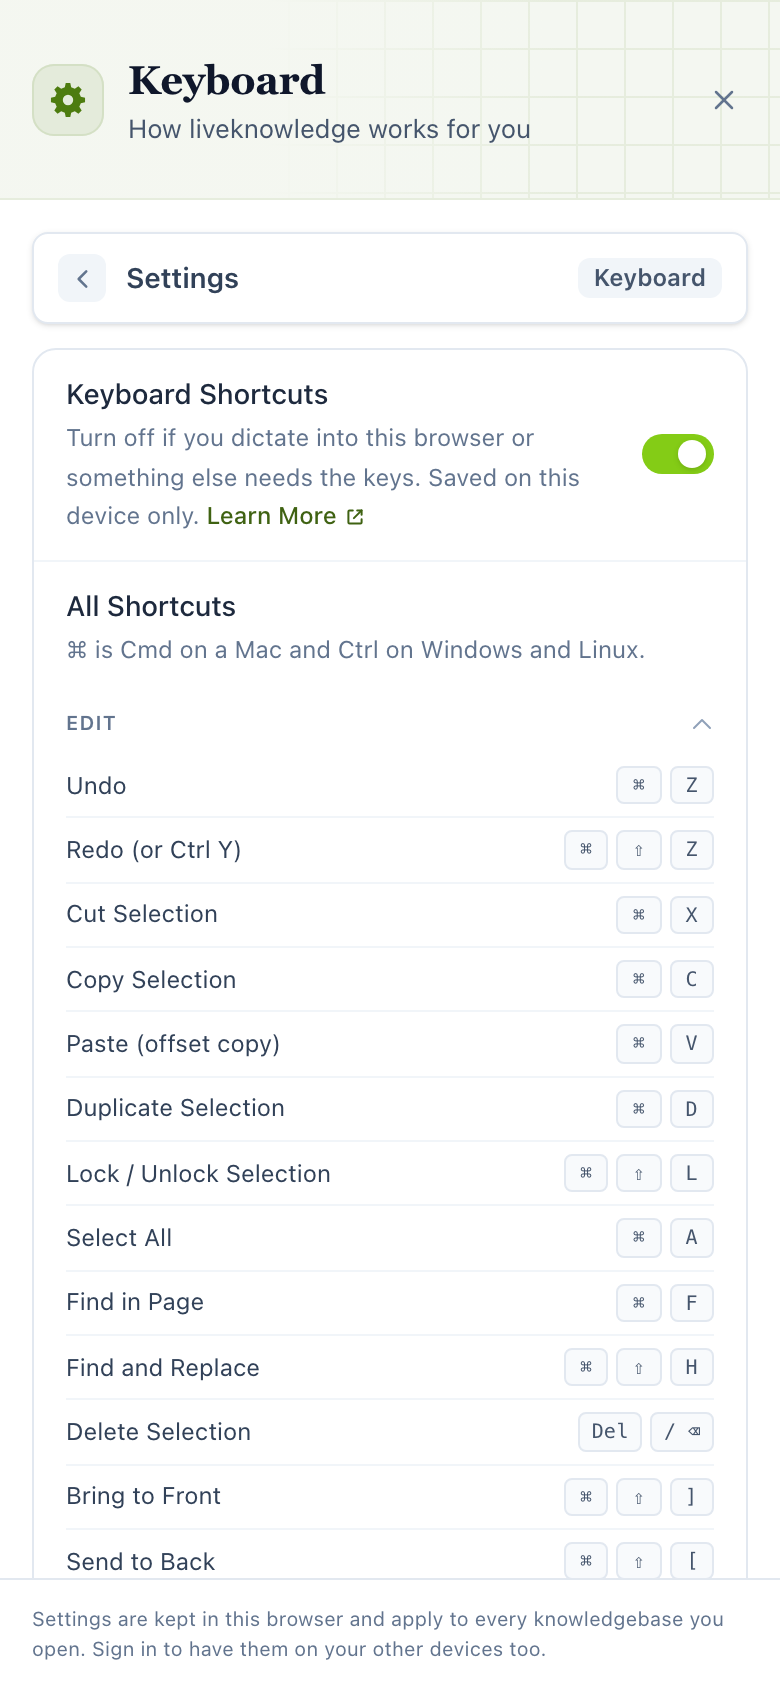 Keyboard
How liveknowledge works for you
Settings
Keyboard
Keyboard Shortcuts
Turn off if you dictate into this browser or
something else needs the keys. Saved on this
device only. Learn More
All Shortcuts
⌘ is Cmd on a Mac and Ctrl on Windows and Linux.
EDIT
Undo ⌘ Z
Redo (or Ctrl Y) ⌘ ⇧ Z
Cut Selection ⌘ X
Copy Selection ⌘ C
Paste (offset copy) ⌘ V
Duplicate Selection ⌘ D
Lock / Unlock Selection ⌘ ⇧ L
Select All ⌘ A
Find in Page ⌘ F
Find and Replace ⌘ ⇧ H
Delete Selection Del / ⌫
Bring to Front ⌘ ⇧ ]
Send to Back ⌘ ⇧ [
Settings are kept in this browser and apply to every knowledgebase you
open. Sign in to have them on your other devices too.